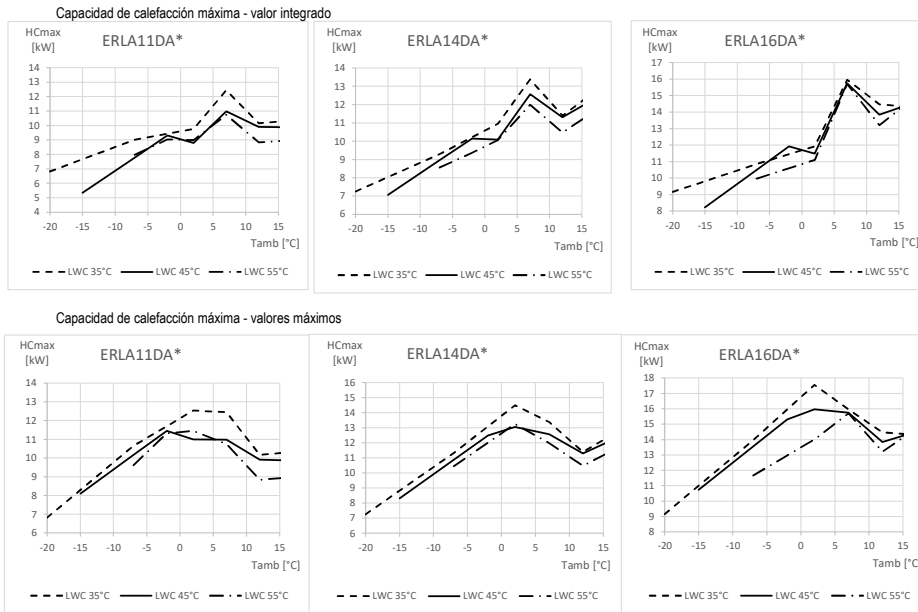 Capacidad de calefacción máxima - valor integrado
HCmax
[kW]
ERLA11DA*
14
13
12
11
10
9
8
7
6
5
4
-20 -15 -10 -5 0 5 10 15
Tamb [°C]
LWC 35°C LWC 45°C LWC 55°C
HCmax
[kW]
ERLA14DA*
14
13
12
11
10
9
8
7
6
-20 -15 -10 -5 0 5 10 15
Tamb [°C]
LWC 35°C LWC 45°C LWC 55°C
HCmax
[kW]
ERLA16DA*
17
16
15
14
13
12
11
10
9
8
-20 -15 -10 -5 0 5 10 15
Tamb [°C]
LWC 35°C LWC 45°C LWC 55°C
Capacidad de calefacción máxima - valores máximos
HCmax
[kW]
ERLA11DA*
14
13
12
11
10
9
8
7
6
-20 -15 -10 -5 0 5 10 15
Tamb [°C]
LWC 35°C LWC 45°C LWC 55°C
HCmax
[kW]
ERLA14DA*
16
15
14
13
12
11
10
9
8
7
6
-20 -15 -10 -5 0 5 10 15
Tamb [°C]
LWC 35°C LWC 45°C LWC 55°C
HCmax
[kW]
ERLA16DA*
18
17
16
15
14
13
12
11
10
9
8
-20 -15 -10 -5 0 5 10 15
Tamb [°C]
LWC 35°C LWC 45°C LWC 55°C